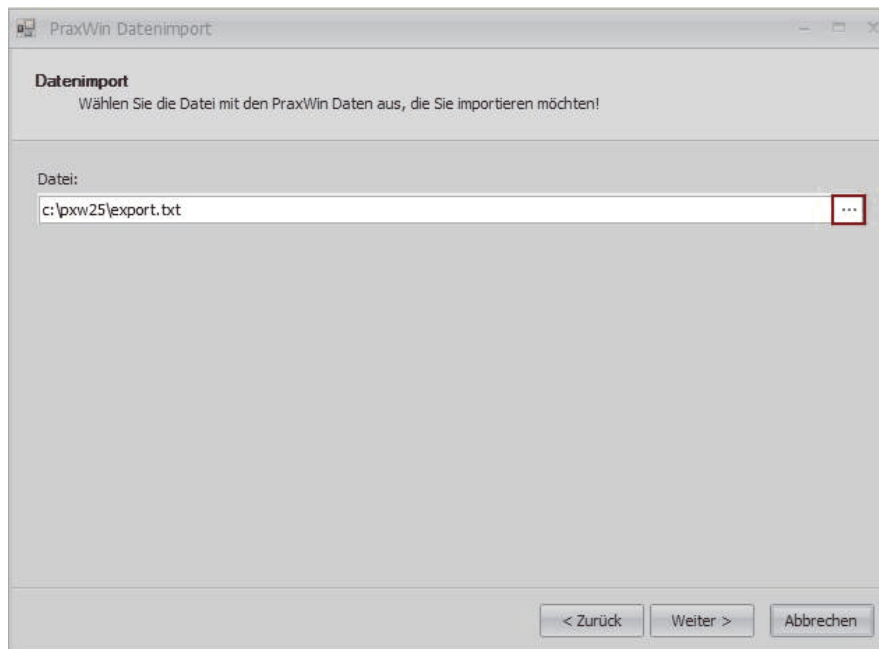 PraxWin Datenimport
Datenimport
Wählen Sie die Datei mit den PraxWin Daten aus, die Sie importieren möchten!
Datei:
c:\pxw25\export.txt ...
< Zurück Weiter > Abbrechen